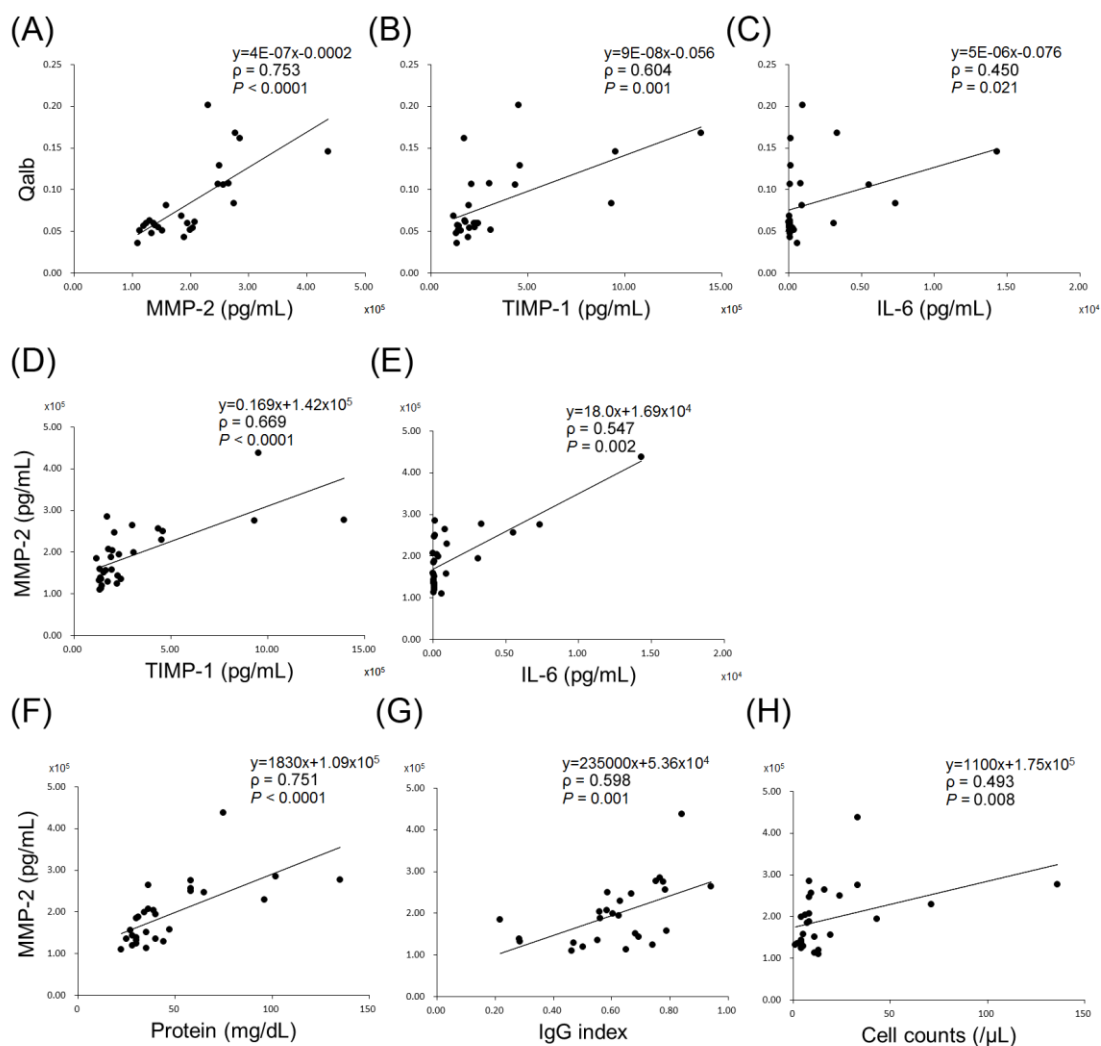 (A)
y=4E-07x-0.0002
ρ = 0.753
P < 0.0001
0.25
0.20
0.15
0.10
0.05
0.00
Qalb
0.00 1.00 2.00 3.00 4.00 5.00
x10⁵
MMP-2 (pg/mL)
(B)
y=9E-08x-0.056
ρ = 0.604
P = 0.001
0.25
0.20
0.15
0.10
0.05
0.00
0.00 5.00 10.00 15.00
x10⁵
TIMP-1 (pg/mL)
(C)
y=5E-06x-0.076
ρ = 0.450
P = 0.021
0.25
0.20
0.15
0.10
0.05
0.00
0.00 0.50 1.00 1.50 2.0
x10⁴
IL-6 (pg/mL)
(D)
x10⁵
y=0.169x+1.42x10⁵
ρ = 0.669
P < 0.0001
5.00
4.00
3.00
2.00
1.00
0.00
MMP-2 (pg/mL)
0.00 5.00 10.00 15.00
x10⁵
TIMP-1 (pg/mL)
(E)
x10⁵
y=18.0x+1.69x10⁴
ρ = 0.547
P = 0.002
5.00
4.00
3.00
2.00
1.00
0.00
0.00 0.50 1.00 1.50 2.00
x10⁴
IL-6 (pg/mL)
(F)
x10⁵
y=1830x+1.09x10⁵
ρ = 0.751
P < 0.0001
5.00
4.00
3.00
2.00
1.00
0.00
MMP-2 (pg/mL)
0 50 100 150
Protein (mg/dL)
(G)
x10⁵
y=235000x+5.36x10⁴
ρ = 0.598
P = 0.001
5.00
4.00
3.00
2.00
1.00
0.00
0.00 0.20 0.40 0.60 0.80 1.00
IgG index
(H)
x10⁵
y=1100x+1.75x10⁵
ρ = 0.493
P = 0.008
5.00
4.00
3.00
2.00
1.00
0.00
0 50 100 150
Cell counts (/µL)